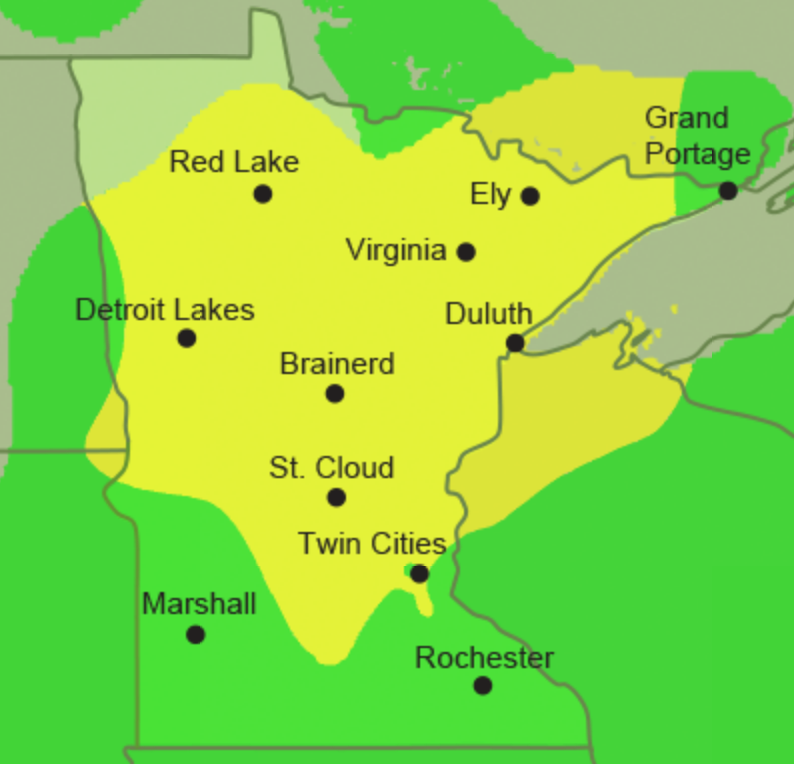 Grand
Portage
Red Lake
Ely
Virginia
Detroit Lakes
Duluth
Brainerd
St. Cloud
Twin Cities
Marshall
Rochester